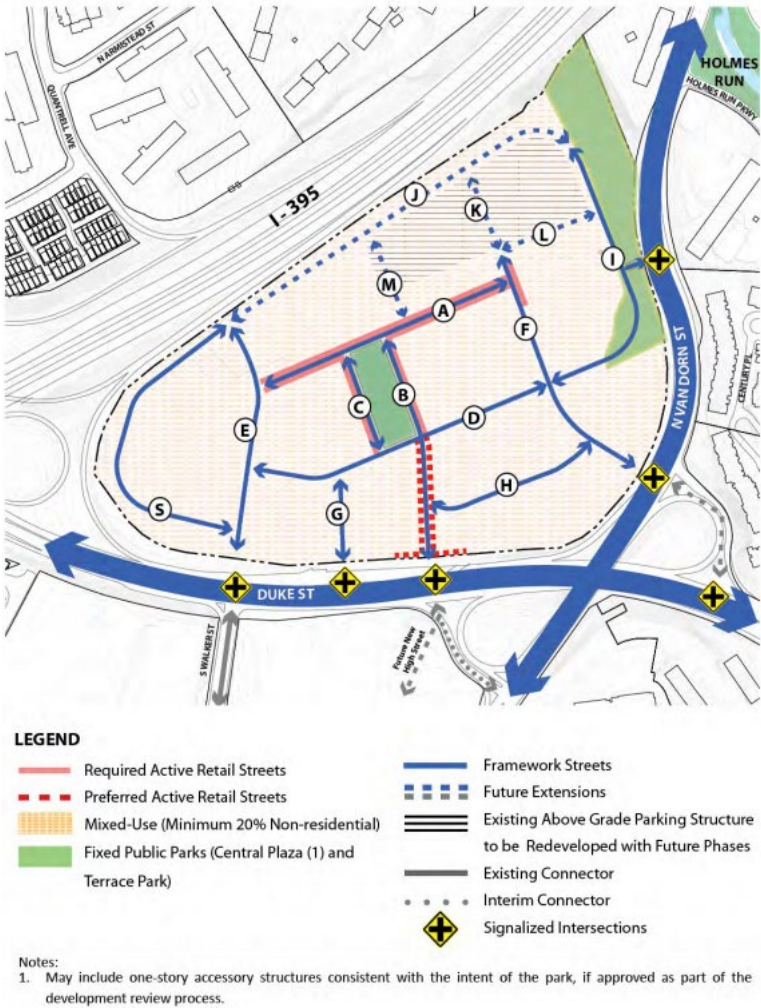 N ARMISTEAD ST
QUANTRELL AVE
HOLMES
RUN
HOLMES RUN PKWY
I - 395
J
K
L
M
I
A
F
B
C
D
E
H
S
G
N VAN DORN ST
CENTURY PL
DUKE ST
S WALKER ST
Future New
High Street
LEGEND
Required Active Retail Streets
Preferred Active Retail Streets
Mixed-Use (Minimum 20% Non-residential)
Fixed Public Parks (Central Plaza (1) and
Terrace Park)
Framework Streets
Future Extensions
Existing Above Grade Parking Structure
to be Redeveloped with Future Phases
Existing Connector
Interim Connector
Signalized Intersections
Notes:
1. May include one-story accessory structures consistent with the intent of the park, if approved as part of the
development review process.